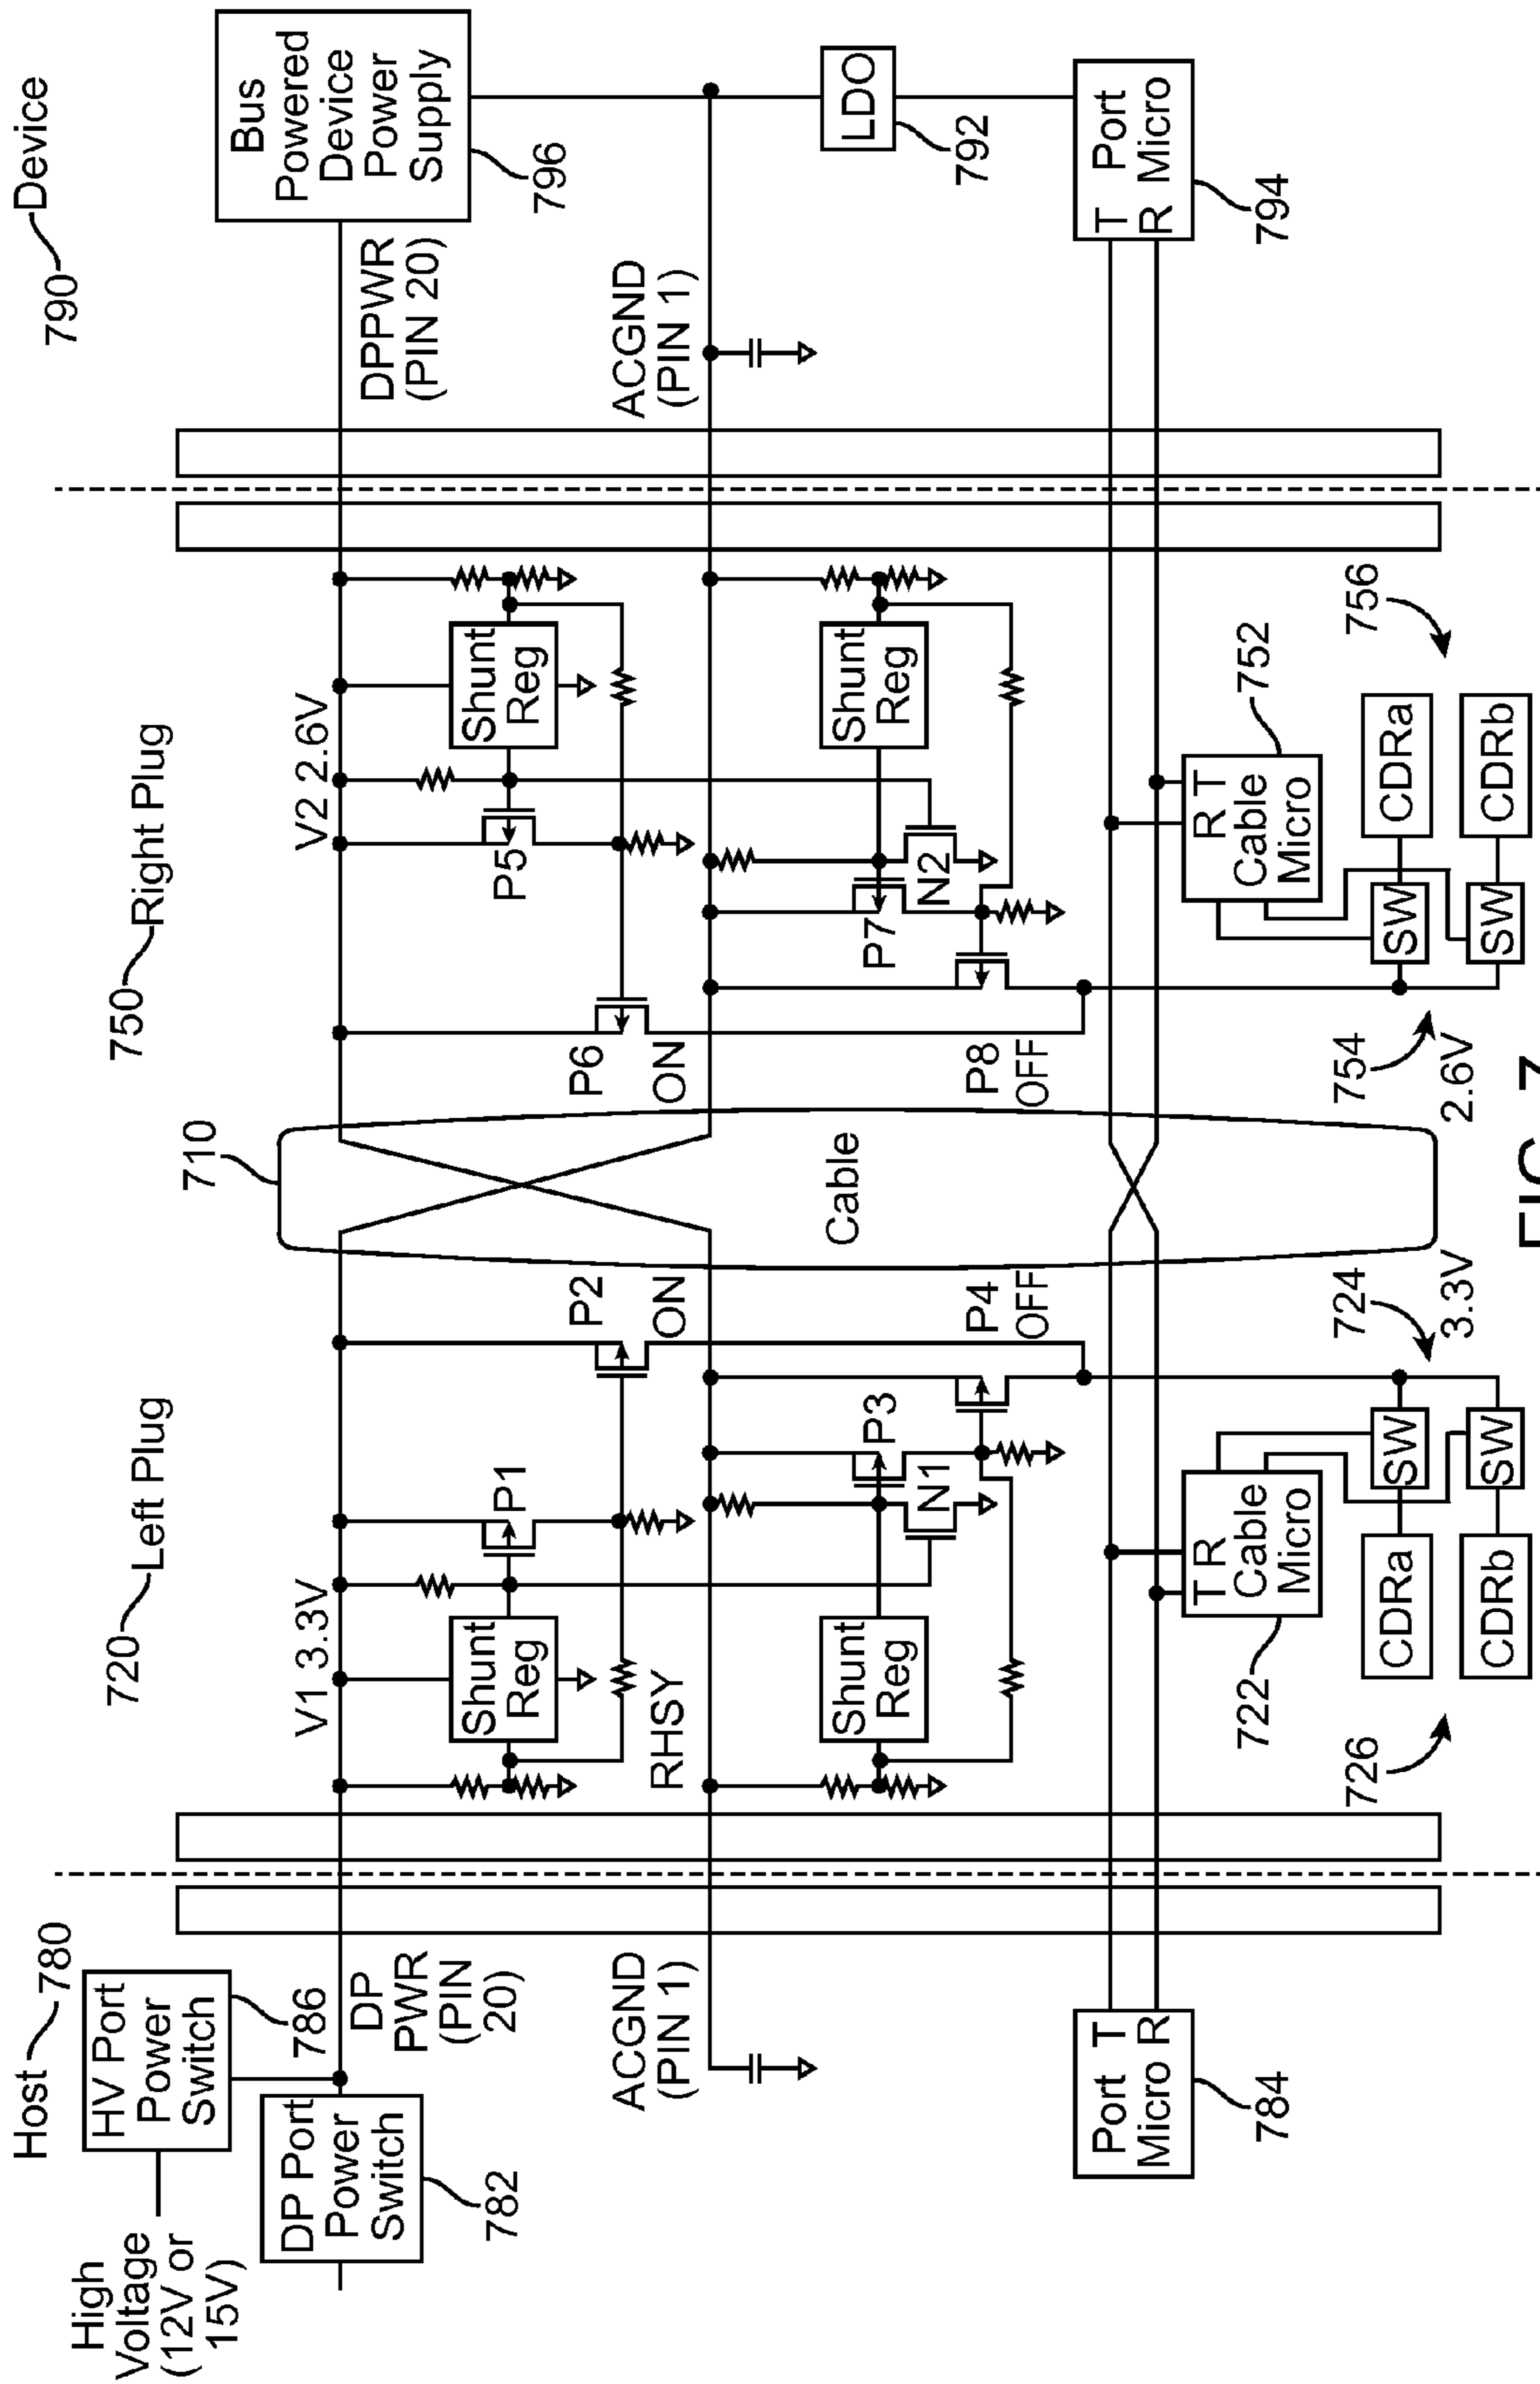 Host
780
High
Voltage
(12V or
15V)
HV Port
Power
Switch
786
DP Port
Power
Switch
782
DP
PWR
(PIN
20)
ACGND
(PIN 1)
Port T
Micro R
784
720
Left Plug
V1 3.3V
Shunt
Reg
P1
P2
ON
RHSY
Shunt
Reg
P3
N1
P4
OFF
T R
Cable
Micro
722
726
CDRa
SW
CDRb
SW
724
3.3V
710
Cable
750
Right Plug
V2 2.6V
P5
Shunt
Reg
P6
ON
P7
N2
Shunt
Reg
P8
OFF
R T
Cable
Micro
752
754
2.6V
SW
CDRa
SW
CDRb
756
790
Device
Bus
Powered
Device
Power
Supply
796
DPPWR
(PIN 20)
ACGND
(PIN 1)
LDO
792
T Port
R Micro
794